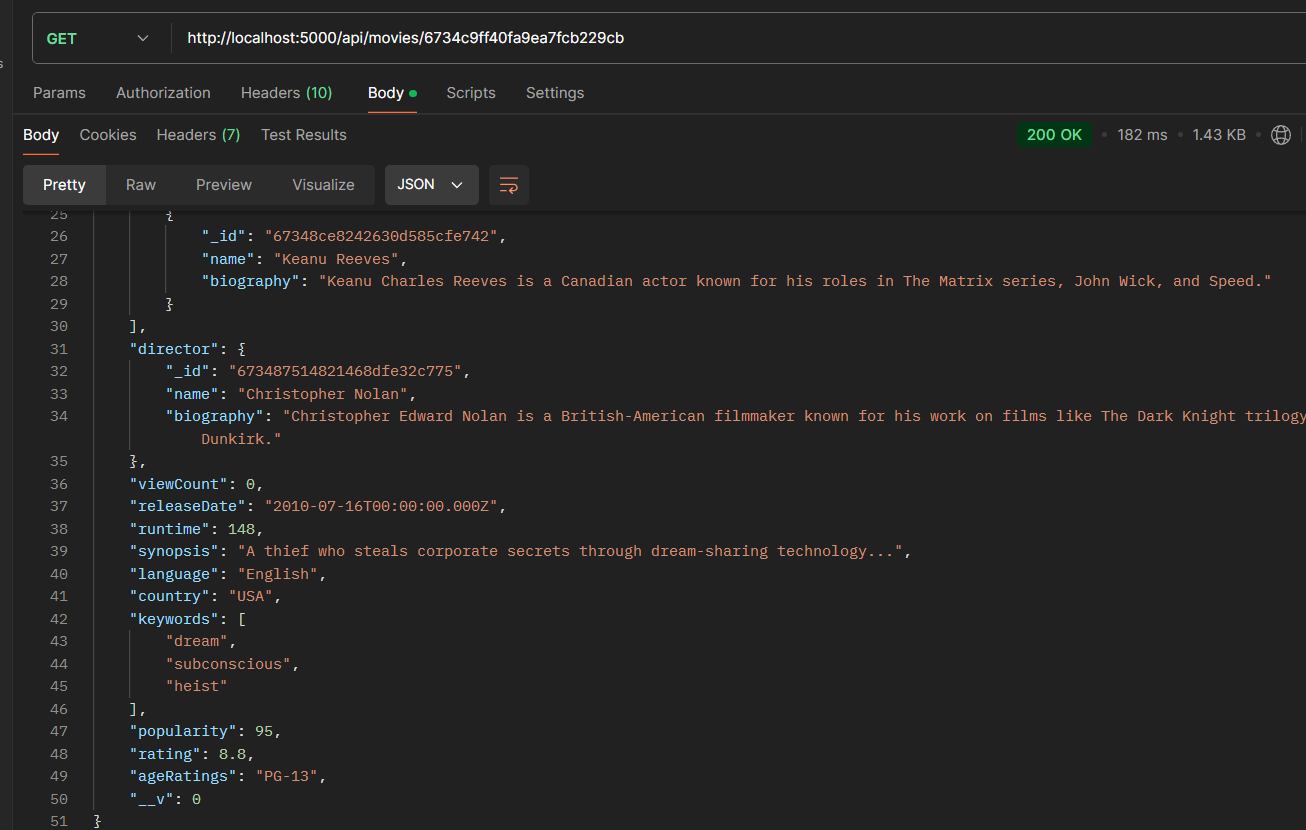 GET http://localhost:5000/api/movies/6734c9ff40fa9ea7fcb229cb
s
Params Authorization Headers (10) Body Scripts Settings
Body Cookies Headers (7) Test Results 200 OK 182 ms 1.43 KB
Pretty Raw Preview Visualize JSON
25 {
26 "_id": "67348ce8242630d585cfe742",
27 "name": "Keanu Reeves",
28 "biography": "Keanu Charles Reeves is a Canadian actor known for his roles in The Matrix series, John Wick, and Speed."
29 }
30 ],
31 "director": {
32 "_id": "673487514821468dfe32c775",
33 "name": "Christopher Nolan",
34 "biography": "Christopher Edward Nolan is a British-American filmmaker known for his work on films like The Dark Knight trilogy
Dunkirk."
35 },
36 "viewCount": 0,
37 "releaseDate": "2010-07-16T00:00:00.000Z",
38 "runtime": 148,
39 "synopsis": "A thief who steals corporate secrets through dream-sharing technology...",
40 "language": "English",
41 "country": "USA",
42 "keywords": [
43 "dream",
44 "subconscious",
45 "heist"
46 ],
47 "popularity": 95,
48 "rating": 8.8,
49 "ageRatings": "PG-13",
50 "__v": 0
51 }